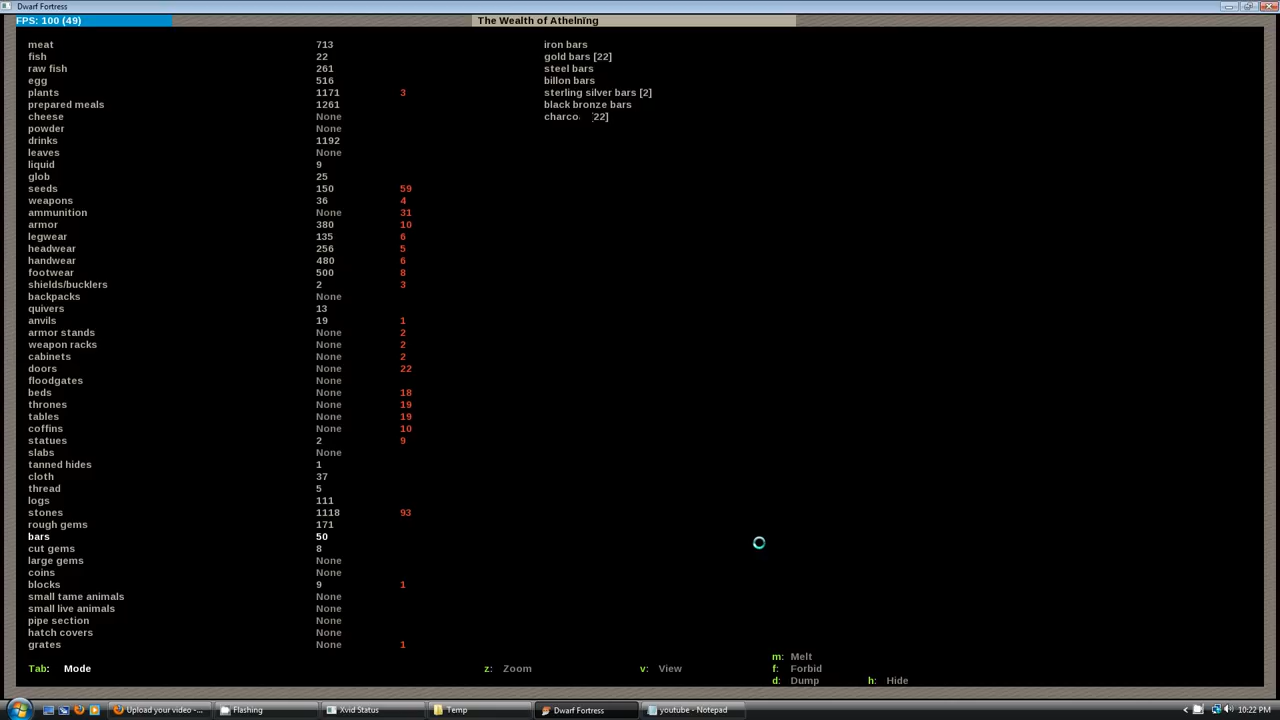 Dwarf Fortress
FPS: 100 (49)
The Wealth of Athelnïng
meat 713
fish 22
raw fish 261
egg 516
plants 1171 3
prepared meals 1261
cheese None
powder None
drinks 1192
leaves None
liquid 9
glob 25
seeds 150 59
weapons 36 4
ammunition None 31
armor 380 10
legwear 135 6
headwear 256 5
handwear 480 6
footwear 500 8
shields/bucklers 2 3
backpacks None
quivers 13
anvils 19 1
armor stands None 2
weapon racks None 2
cabinets None 2
doors None 22
floodgates None
beds None 18
thrones None 19
tables None 19
coffins None 10
statues 2 9
slabs None
tanned hides 1
cloth 37
thread 5
logs 111
stones 1118 93
rough gems 171
bars 50
cut gems 8
large gems None
coins None
blocks 9 1
small tame animals None
small live animals None
pipe section None
hatch covers None
grates None 1
iron bars
gold bars [22]
steel bars
billon bars
sterling silver bars [2]
black bronze bars
charco [22]
Tab: Mode
z: Zoom
v: View
m: Melt
f: Forbid
d: Dump
h: Hide
Upload your video -...
Flashing
Xvid Status
Temp
Dwarf Fortress
youtube - Notepad
10:22 PM